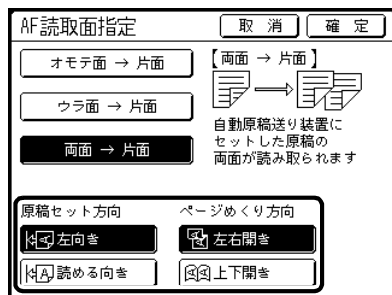 AF読取面指定
取 消
確 定
オモテ面 → 片面
ウラ面 → 片面
両面 → 片面
【両面 → 片面】
自動原稿送り装置に
セットした原稿の
両面が読み取られます
原稿セット方向
ページめくり方向
左向き
左右開き
読める向き
上下開き